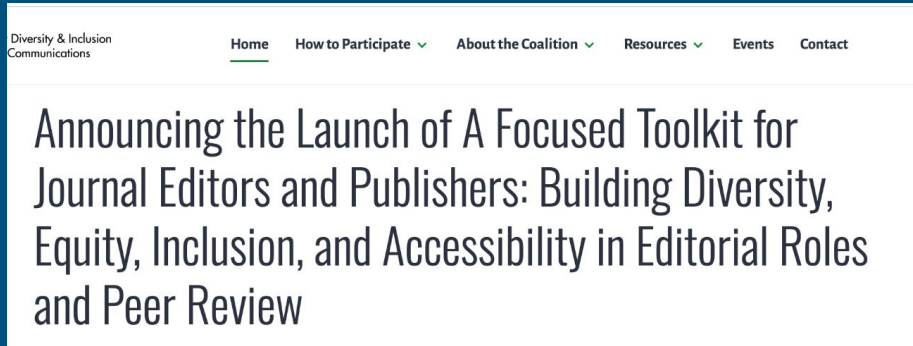 Diversity & Inclusion
Communications
Home How to Participate About the Coalition Resources Events Contact
Announcing the Launch of A Focused Toolkit for
Journal Editors and Publishers: Building Diversity,
Equity, Inclusion, and Accessibility in Editorial Roles
and Peer Review